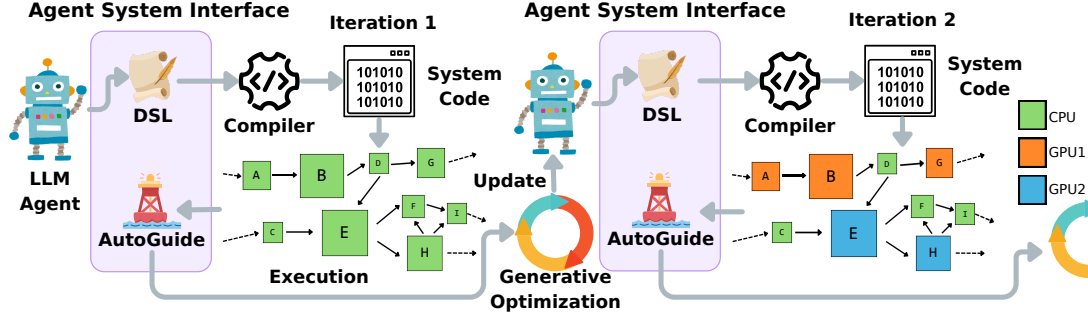 Agent System Interface
Iteration 1
101010
101010
101010
System
Code
DSL
Compiler
LLM
Agent
A
B
D
G
C
E
F
I
H
AutoGuide
Execution
Update
Generative
Optimization
Agent System Interface
Iteration 2
101010
101010
101010
System
Code
DSL
Compiler
A
B
D
G
C
E
F
I
H
AutoGuide
CPU
GPU1
GPU2